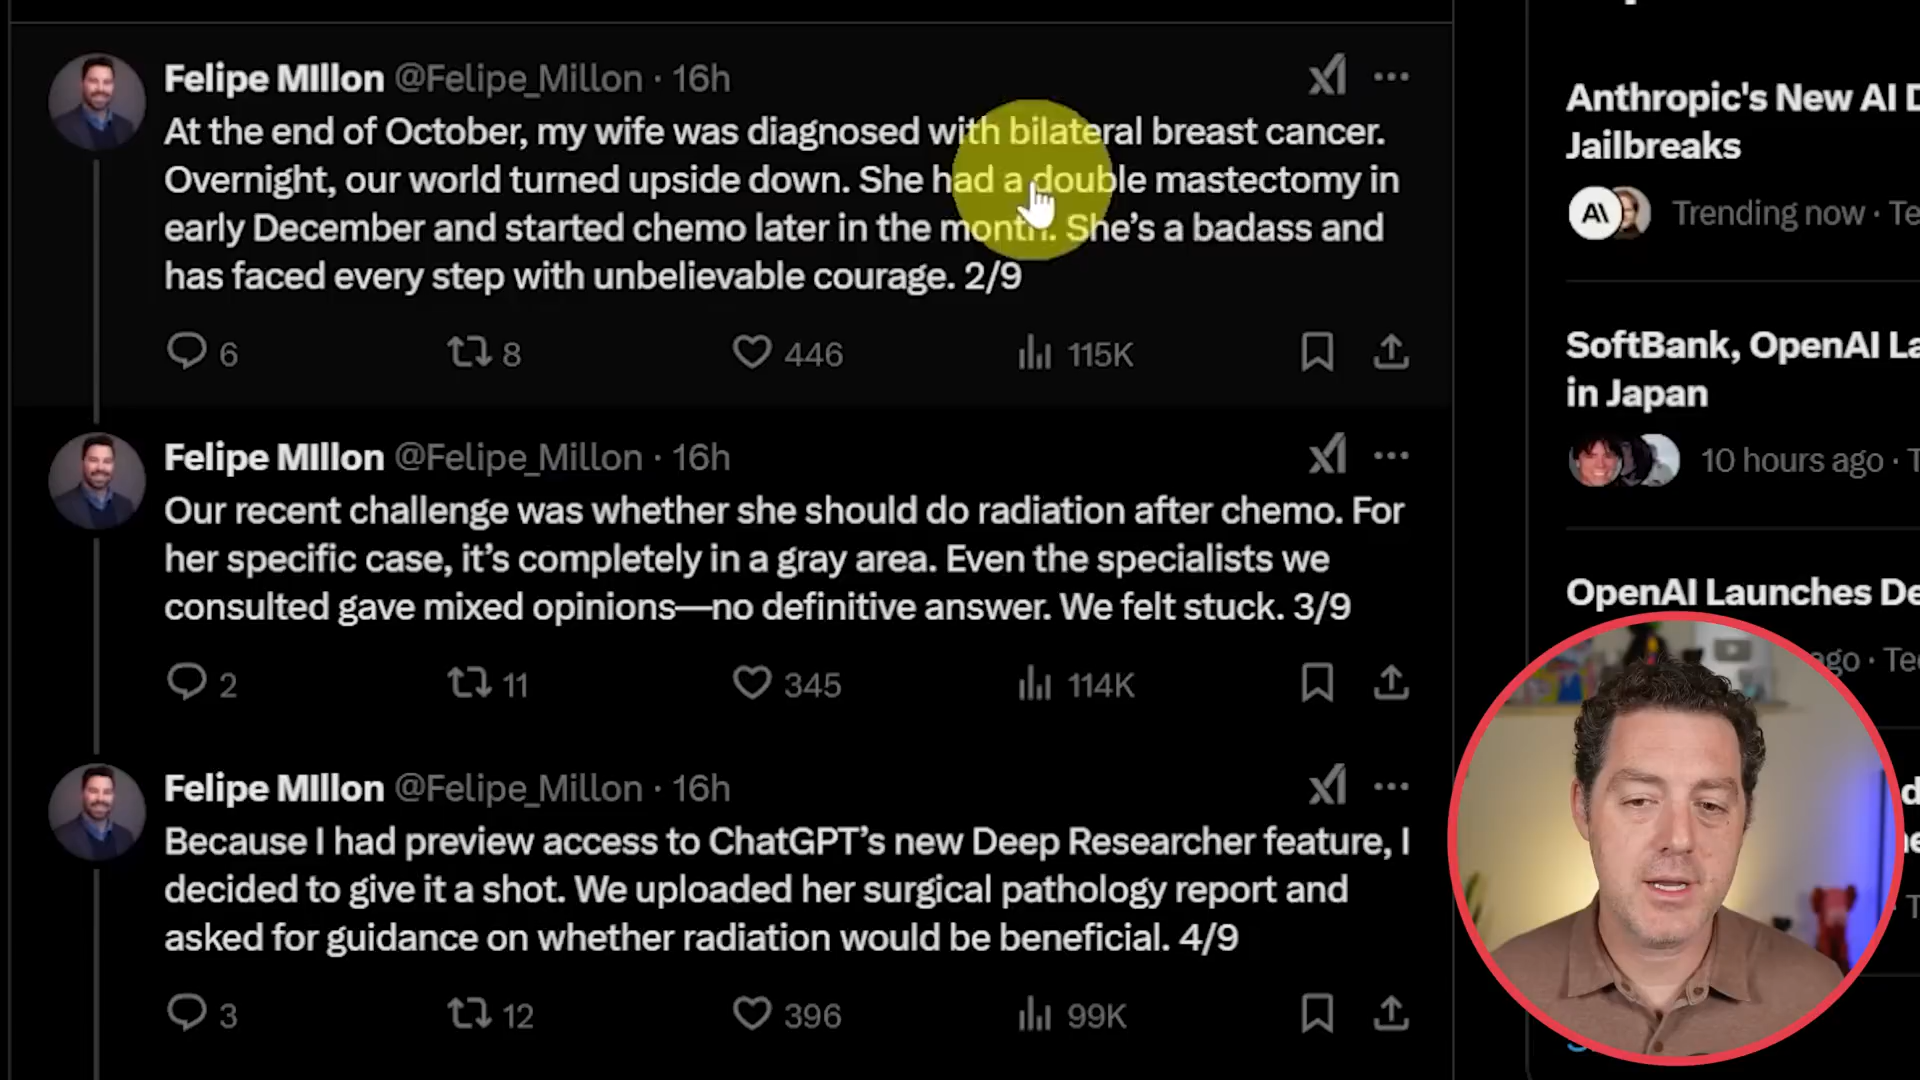 Felipe MIllon @Felipe_Millon · 16h
At the end of October, my wife was diagnosed with bilateral breast cancer.
Overnight, our world turned upside down. She had a double mastectomy in
early December and started chemo later in the month. She's a badass and
has faced every step with unbelievable courage. 2/9
6 8 446 115K
Felipe MIllon @Felipe_Millon · 16h
Our recent challenge was whether she should do radiation after chemo. For
her specific case, it's completely in a gray area. Even the specialists we
consulted gave mixed opinions—no definitive answer. We felt stuck. 3/9
2 11 345 114K
Felipe MIllon @Felipe_Millon · 16h
Because I had preview access to ChatGPT's new Deep Researcher feature, I
decided to give it a shot. We uploaded her surgical pathology report and
asked for guidance on whether radiation would be beneficial. 4/9
3 12 396 99K
Anthropic's New AI
Jailbreaks
Trending now ·
SoftBank, OpenAI
in Japan
10 hours ago ·
OpenAI Launches
ago ·